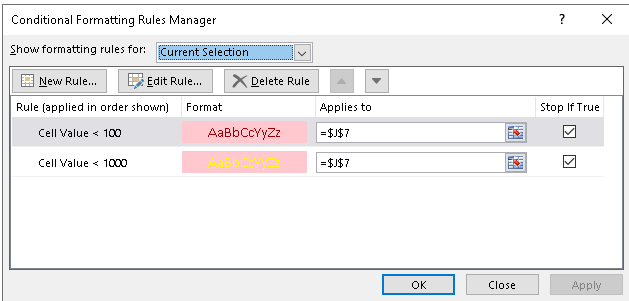 Conditional Formatting Rules Manager ? ×
Show formatting rules for: Current Selection
New Rule... Edit Rule... Delete Rule
Rule (applied in order shown) Format Applies to Stop If True
Cell Value < 100 AaBbCcYyZz =$J$7
Cell Value < 1000 AaBbCcYyZz =$J$7
OK Close Apply